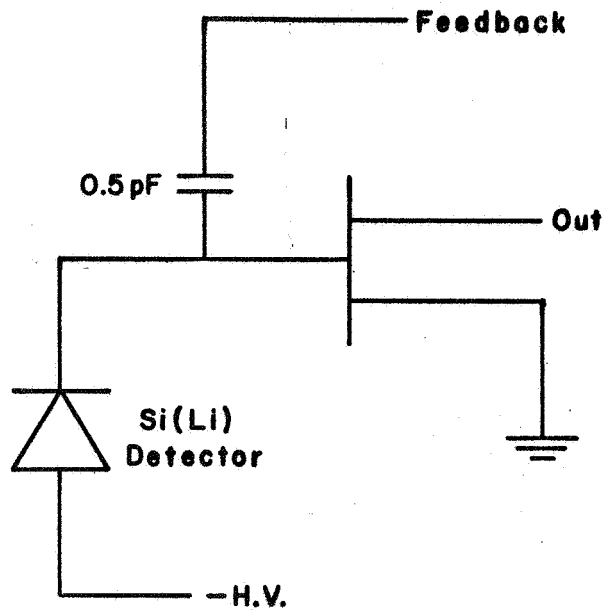 Feedback
0.5pF
Out
Si(Li)
Detector
-H.V.